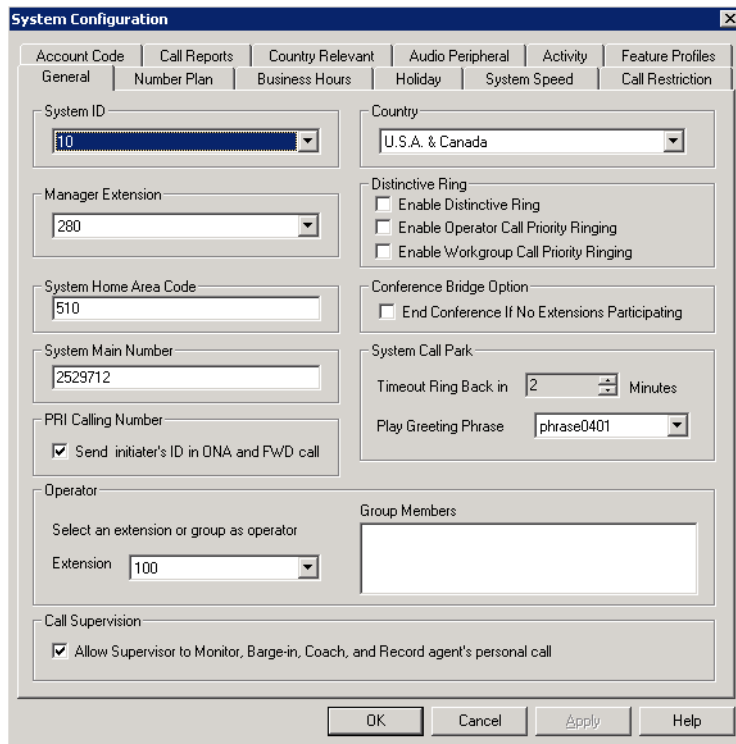 System Configuration
Account Code
Call Reports
Country Relevant
Audio Peripheral
Activity
Feature Profiles
General
Number Plan
Business Hours
Holiday
System Speed
Call Restriction
System ID
10
Country
U.S.A. & Canada
Manager Extension
280
Distinctive Ring
Enable Distinctive Ring
Enable Operator Call Priority Ringing
Enable Workgroup Call Priority Ringing
System Home Area Code
510
Conference Bridge Option
End Conference If No Extensions Participating
System Main Number
2529712
System Call Park
Timeout Ring Back in 2 Minutes
Play Greeting Phrase phrase0401
PRI Calling Number
Send initiater's ID in ONA and FWD call
Operator
Select an extension or group as operator
Extension 100
Group Members
Call Supervision
Allow Supervisor to Monitor, Barge-in, Coach, and Record agent's personal call
OK
Cancel
Apply
Help